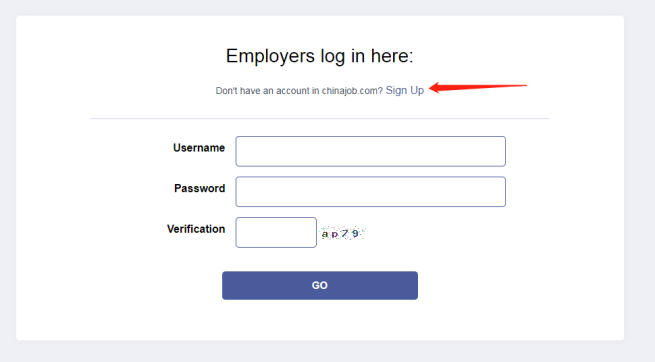 Employers log in here:
Don't have an account in chinajob.com? Sign Up
Username
Password
Verification
ap79
GO